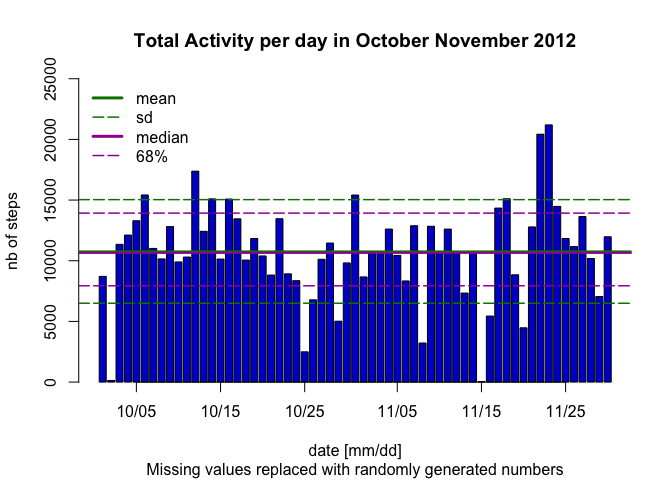 Total Activity per day in October November 2012
nb of steps
25000
20000
15000
10000
5000
0
mean
sd
median
68%
10/05 10/15 10/25 11/05 11/15 11/25
date [mm/dd]
Missing values replaced with randomly generated numbers